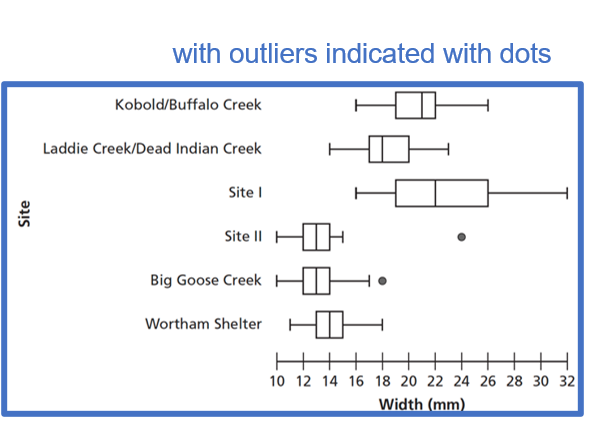 with outliers indicated with dots
Kobold/Buffalo Creek
Laddie Creek/Dead Indian Creek
Site I
Site
Site II
Big Goose Creek
Wortham Shelter
10 12 14 16 18 20 22 24 26 28 30 32
Width (mm)